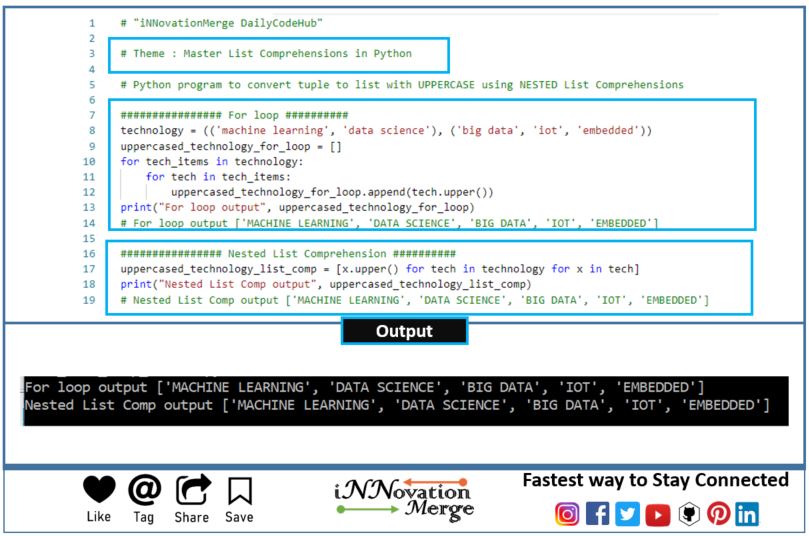 1 # "iNNovationMerge DailyCodeHub"
2
3 # Theme : Master List Comprehensions in Python
4
5 # Python program to convert tuple to list with UPPERCASE using NESTED List Comprehensions
6
7 ################ For loop ##########
8 technology = (('machine learning', 'data science'), ('big data', 'iot', 'embedded'))
9 uppercased_technology_for_loop = []
10 for tech_items in technology:
11     for tech in tech_items:
12         uppercased_technology_for_loop.append(tech.upper())
13 print("For loop output", uppercased_technology_for_loop)
14 # For loop output ['MACHINE LEARNING', 'DATA SCIENCE', 'BIG DATA', 'IOT', 'EMBEDDED']
15
16 ################ Nested List Comprehension ##########
17 uppercased_technology_list_comp = [x.upper() for tech in technology for x in tech]
18 print("Nested List Comp output", uppercased_technology_list_comp)
19 # Nested List Comp output ['MACHINE LEARNING', 'DATA SCIENCE', 'BIG DATA', 'IOT', 'EMBEDDED']
Output
For loop output ['MACHINE LEARNING', 'DATA SCIENCE', 'BIG DATA', 'IOT', 'EMBEDDED']
Nested List Comp output ['MACHINE LEARNING', 'DATA SCIENCE', 'BIG DATA', 'IOT', 'EMBEDDED']
Like Tag Share Save
iNNovation
Merge
Fastest way to Stay Connected